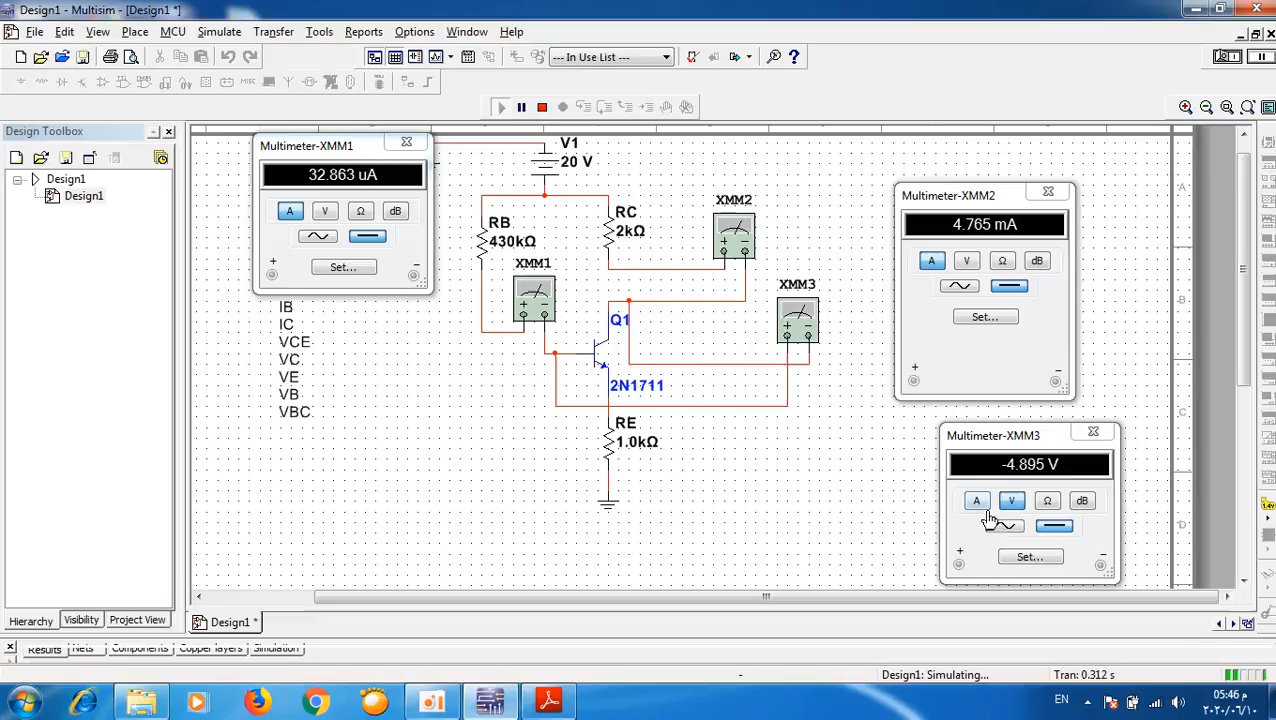 Design1 - Multisim - [Design1 *]
File Edit View Place MCU Simulate Transfer Tools Reports Options Window Help
--- In Use List ---
Design Toolbox
Design1
Design1
Multimeter-XMM1
32.863 uA
A V Ω dB
+ -
Set...
V1
20 V
RB
430kΩ
RC
2kΩ
XMM2
XMM1
XMM3
Q1
2N1711
RE
1.0kΩ
IB
IC
VCE
VC
VE
VB
VBC
Multimeter-XMM2
4.765 mA
A V Ω dB
Set...
+ -
Multimeter-XMM3
-4.895 V
A V Ω dB
Set...
+ -
A
B
C
D
Hierarchy Visibility Project View
Design1 *
Results Nets Components Copper layers Simulation
- Design1: Simulating... Tran: 0.312 s
EN
05:46 م
٢٠٢٠/٠٦/١٠